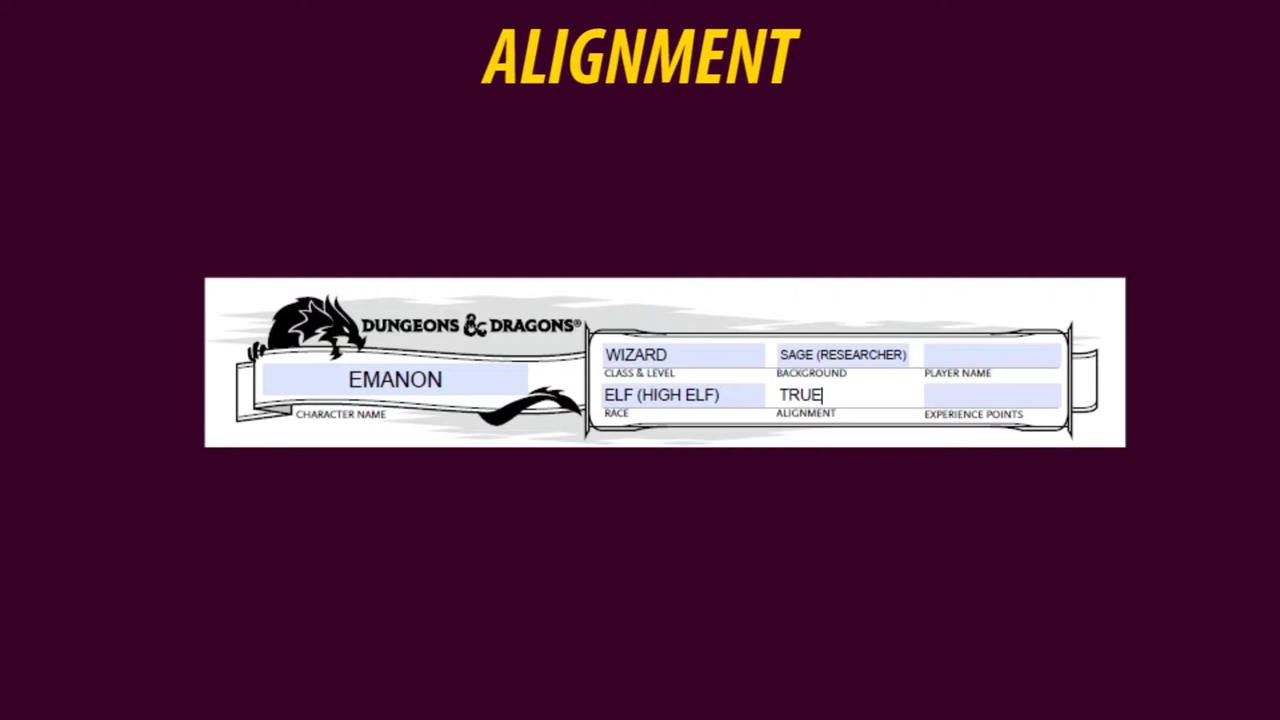 ALIGNMENT
DUNGEONS & DRAGONS®
WIZARD SAGE (RESEARCHER)
CLASS & LEVEL BACKGROUND PLAYER NAME
EMANON
ELF (HIGH ELF) TRUE
CHARACTER NAME RACE ALIGNMENT EXPERIENCE POINTS